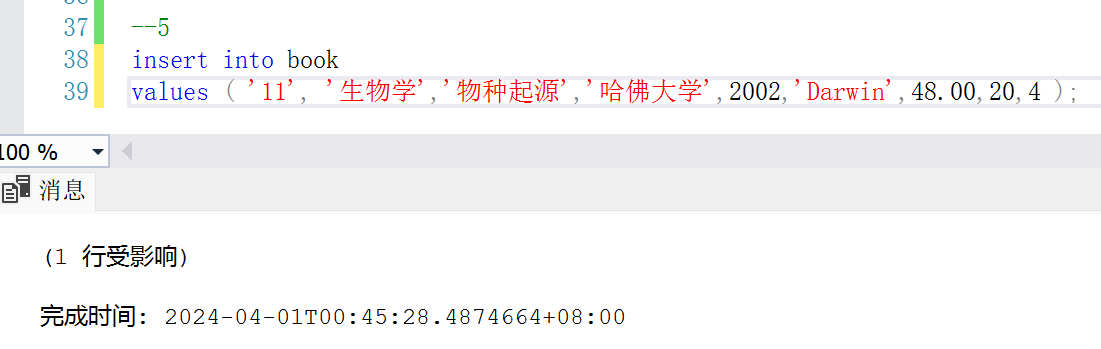 37 --5
38 insert into book
39 values ( '11', '生物学','物种起源','哈佛大学',2002,'Darwin',48.00,20,4 );
100 %
消息
(1 行受影响)
完成时间: 2024-04-01T00:45:28.4874664+08:00